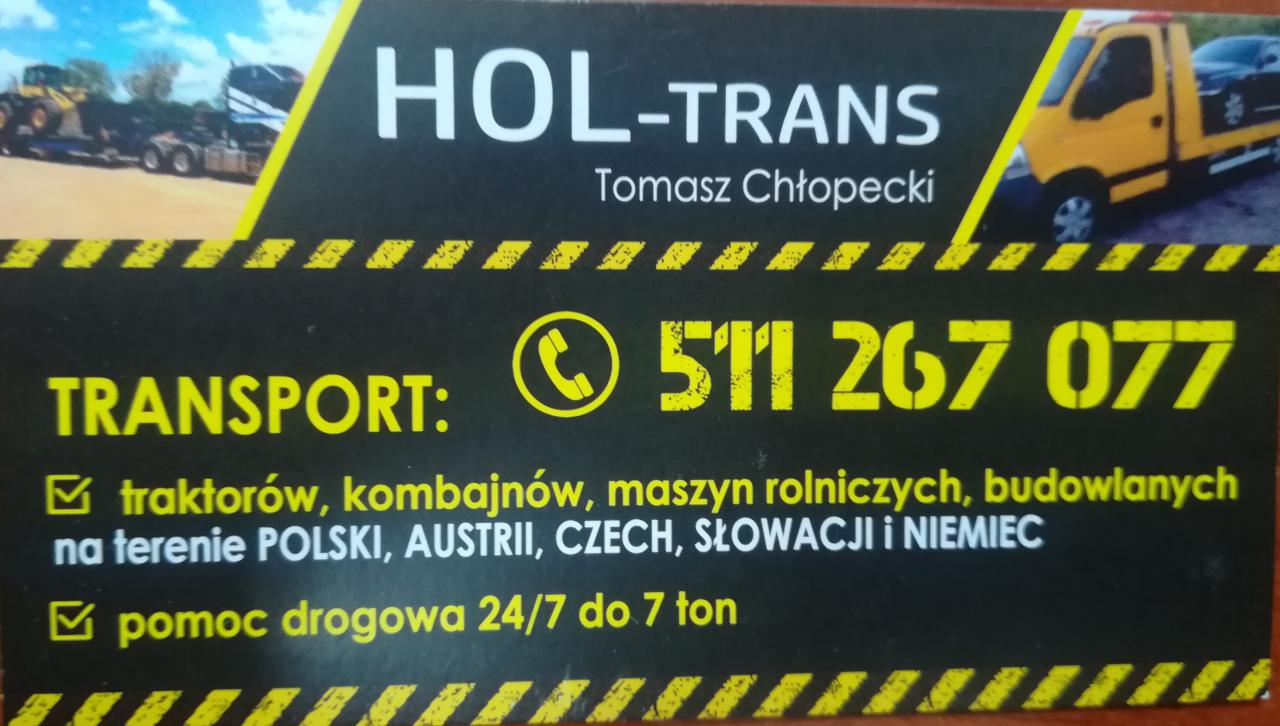 HOL-TRANS
Tomasz Chłopecki
511 267 077
TRANSPORT:
traktorów, kombajnów, maszyn rolniczych, budowlanych
na terenie POLSKI, AUSTRII, CZECH, SŁOWACJI i NIEMIEC
pomoc drogowa 24/7 do 7 ton